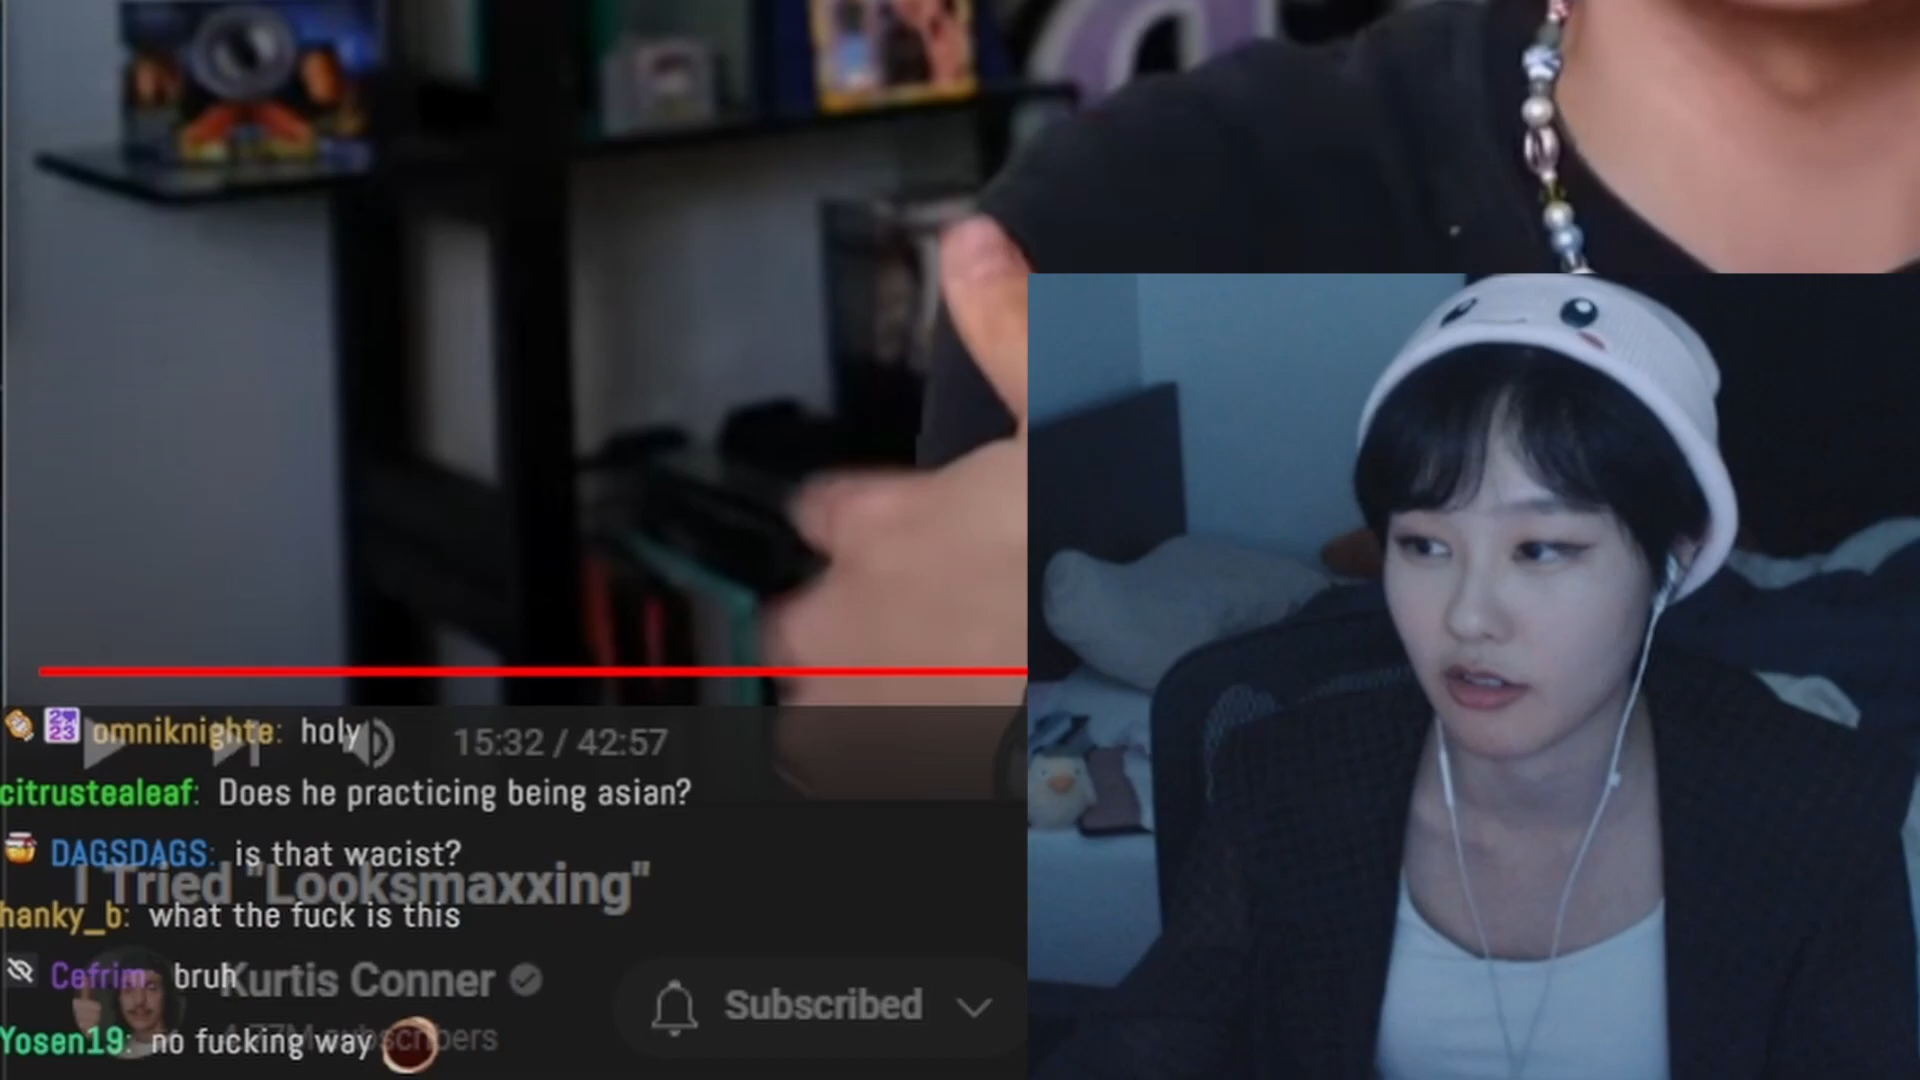 omniknighte: holy
15:32 / 42:57
citrustealeaf: Does he practicing being asian?
DAGSDAGS: is that wacist?
I Tried "Looksmaxxing"
hanky_b: what the fuck is this
Cefrim: bruh
Kurtis Conner
Subscribed
Yosen19: no fucking way
subscribers